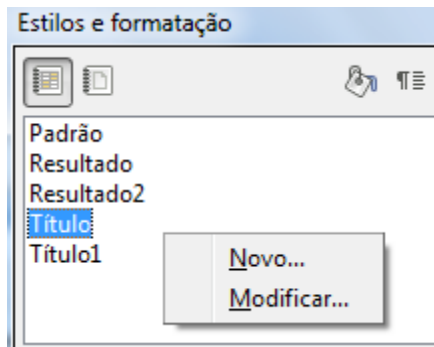 Estilos e formatação
Padrão
Resultado
Resultado2
Título
Título1
Novo...
Modificar...